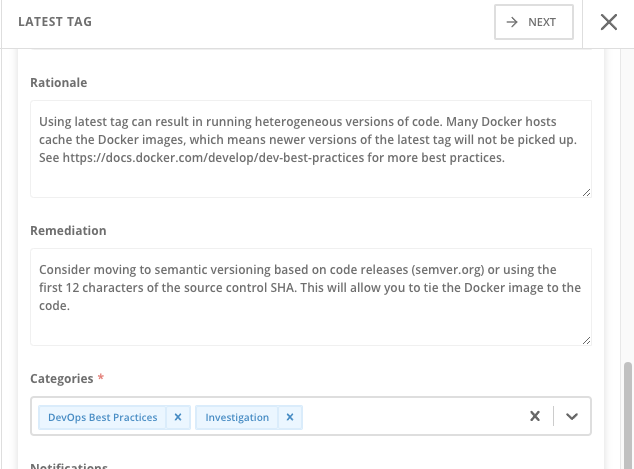 LATEST TAG
NEXT
Rationale
Using latest tag can result in running heterogeneous versions of code. Many Docker hosts
cache the Docker images, which means newer versions of the latest tag will not be picked up.
See https://docs.docker.com/develop/dev-best-practices for more best practices.
Remediation
Consider moving to semantic versioning based on code releases (semver.org) or using the
first 12 characters of the source control SHA. This will allow you to tie the Docker image to the
code.
Categories *
DevOps Best Practices
Investigation
Notifications